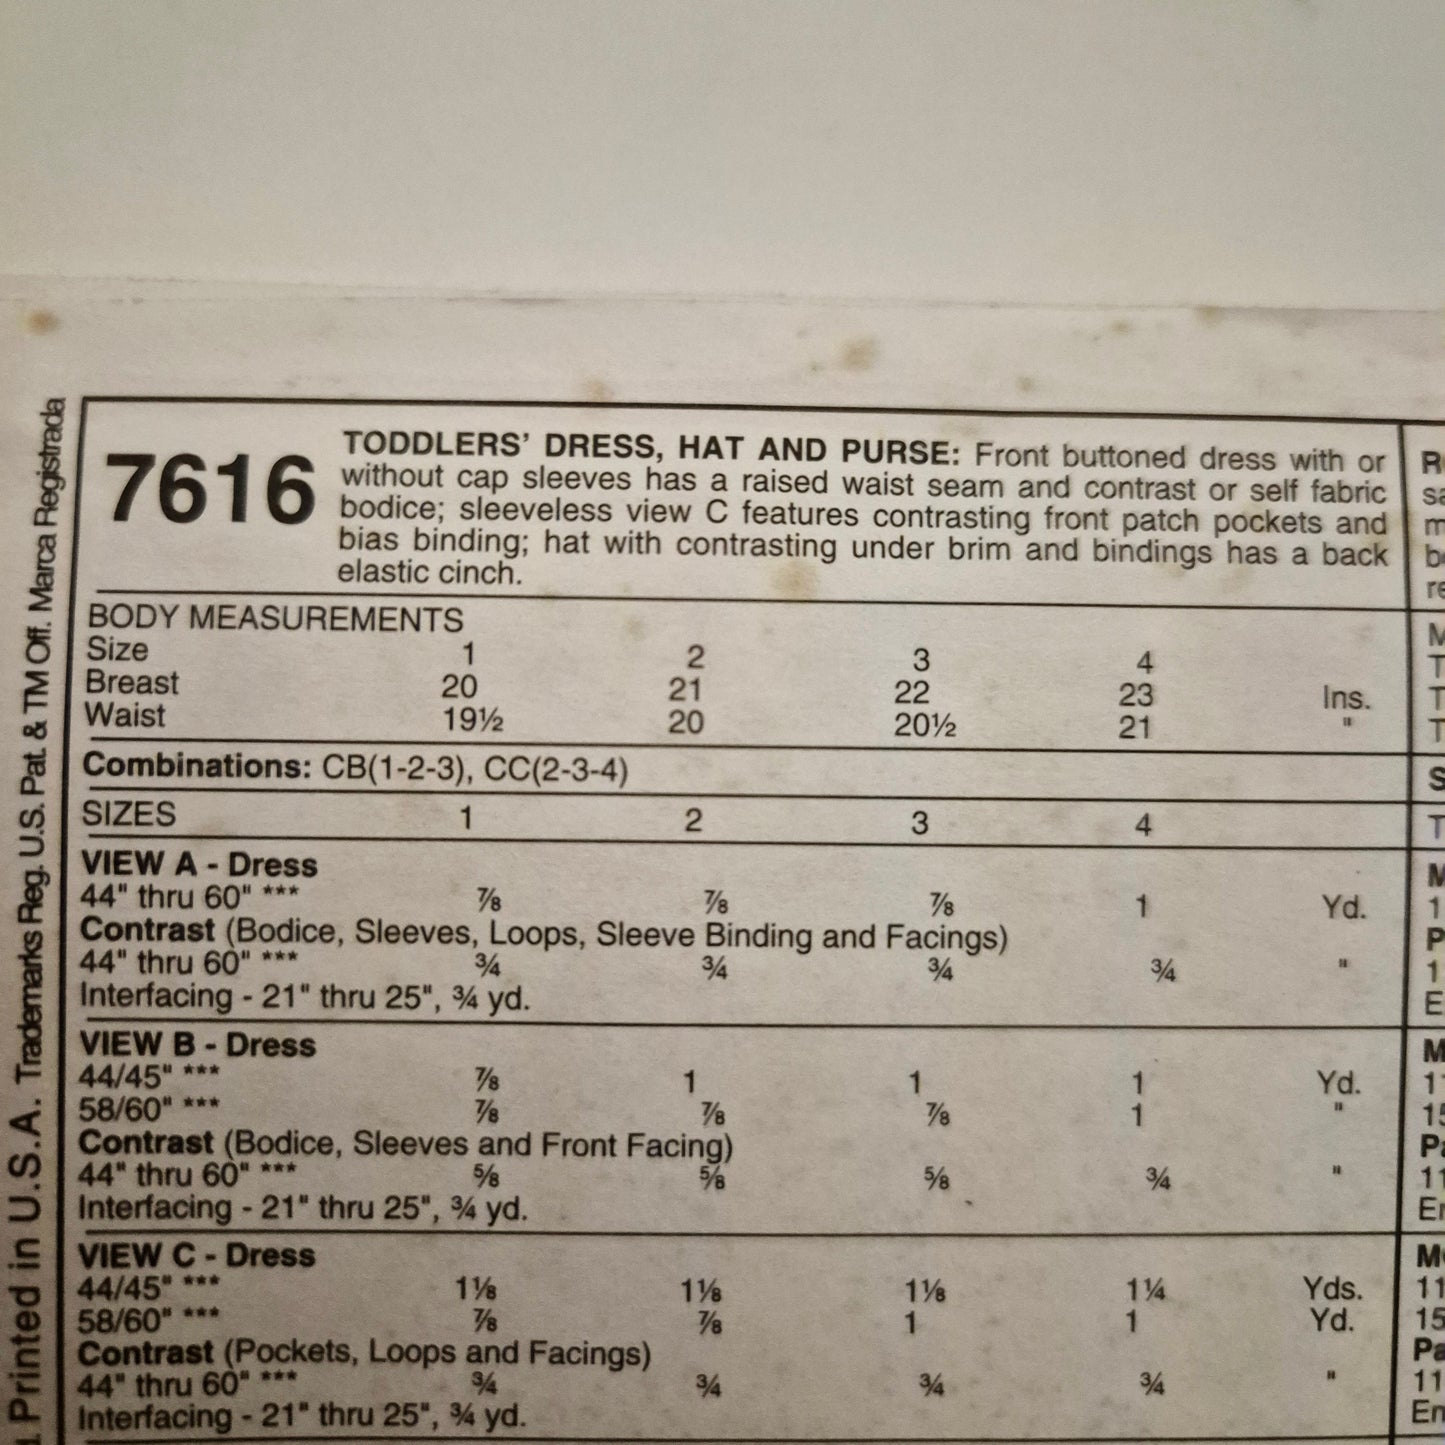 7616
TODDLERS' DRESS, HAT AND PURSE: Front buttoned dress with or
without cap sleeves has a raised waist seam and contrast or self fabric
bodice; sleeveless view C features contrasting front patch pockets and
bias binding; hat with contrasting under brim and bindings has a back
elastic cinch.
BODY MEASUREMENTS
Size 1 2 3 4
Breast 20 21 22 23 Ins.
Waist 19½ 20 20½ 21 "
Combinations: CB(1-2-3), CC(2-3-4)
SIZES 1 2 3 4
VIEW A - Dress
44" thru 60" *** ⅞ ⅞ ⅞ 1 Yd.
Contrast (Bodice, Sleeves, Loops, Sleeve Binding and Facings)
44" thru 60" *** ¾ ¾ ¾ ¾ "
Interfacing - 21" thru 25", ¾ yd.
VIEW B - Dress
44/45" *** ⅞ 1 1 1 Yd.
58/60" *** ⅞ ⅞ ⅞ 1 "
Contrast (Bodice, Sleeves and Front Facing)
44" thru 60" *** ⅝ ⅝ ⅝ ¾ "
Interfacing - 21" thru 25", ¾ yd.
VIEW C - Dress
44/45" *** 1⅛ 1⅛ 1⅛ 1¼ Yds.
58/60" *** ⅞ ⅞ 1 1 Yd.
Contrast (Pockets, Loops and Facings)
44" thru 60" *** ¾ ¾ ¾ ¾ "
Interfacing - 21" thru 25", ¾ yd.
Printed in U.S.A. Trademarks Reg. U.S. Pat. & TM Off. Marca Registrada